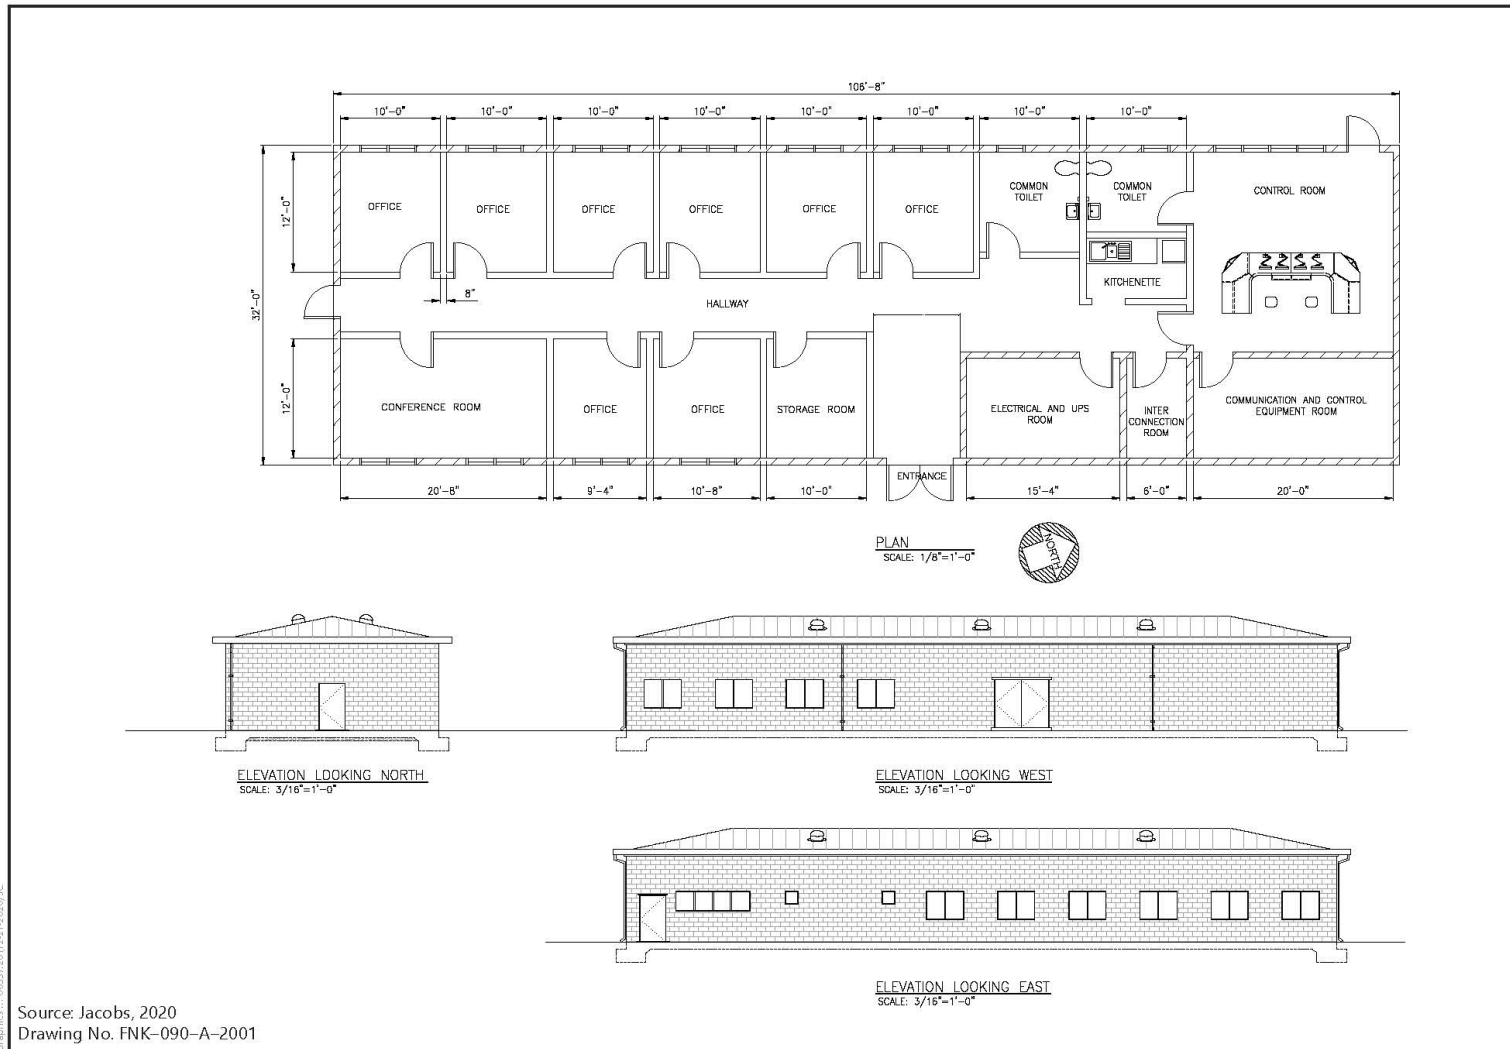 106'-8"
10'-0" 10'-0" 10'-0" 10'-0" 10'-0" 10'-0" 10'-0" 10'-0"
12'-0"
32'-0"
12'-0"
OFFICE
OFFICE
OFFICE
OFFICE
OFFICE
OFFICE
COMMON
TOILET
COMMON
TOILET
CONTROL ROOM
KITCHENETTE
8"
HALLWAY
CONFERENCE ROOM
OFFICE
OFFICE
STORAGE ROOM
ELECTRICAL AND UPS
ROOM
INTER
CONNECTION
ROOM
COMMUNICATION AND CONTROL
EQUIPMENT ROOM
ENTRANCE
20'-8" 9'-4" 10'-8" 10'-0" 15'-4" 6'-0" 20'-0"
PLAN
SCALE: 1/8"=1'-0"
NORTH
ELEVATION LOOKING NORTH
SCALE: 3/16"=1'-0"
ELEVATION LOOKING WEST
SCALE: 3/16"=1'-0"
ELEVATION LOOKING EAST
SCALE: 3/16"=1'-0"
Source: Jacobs, 2020
Drawing No. FNK–090–A–2001